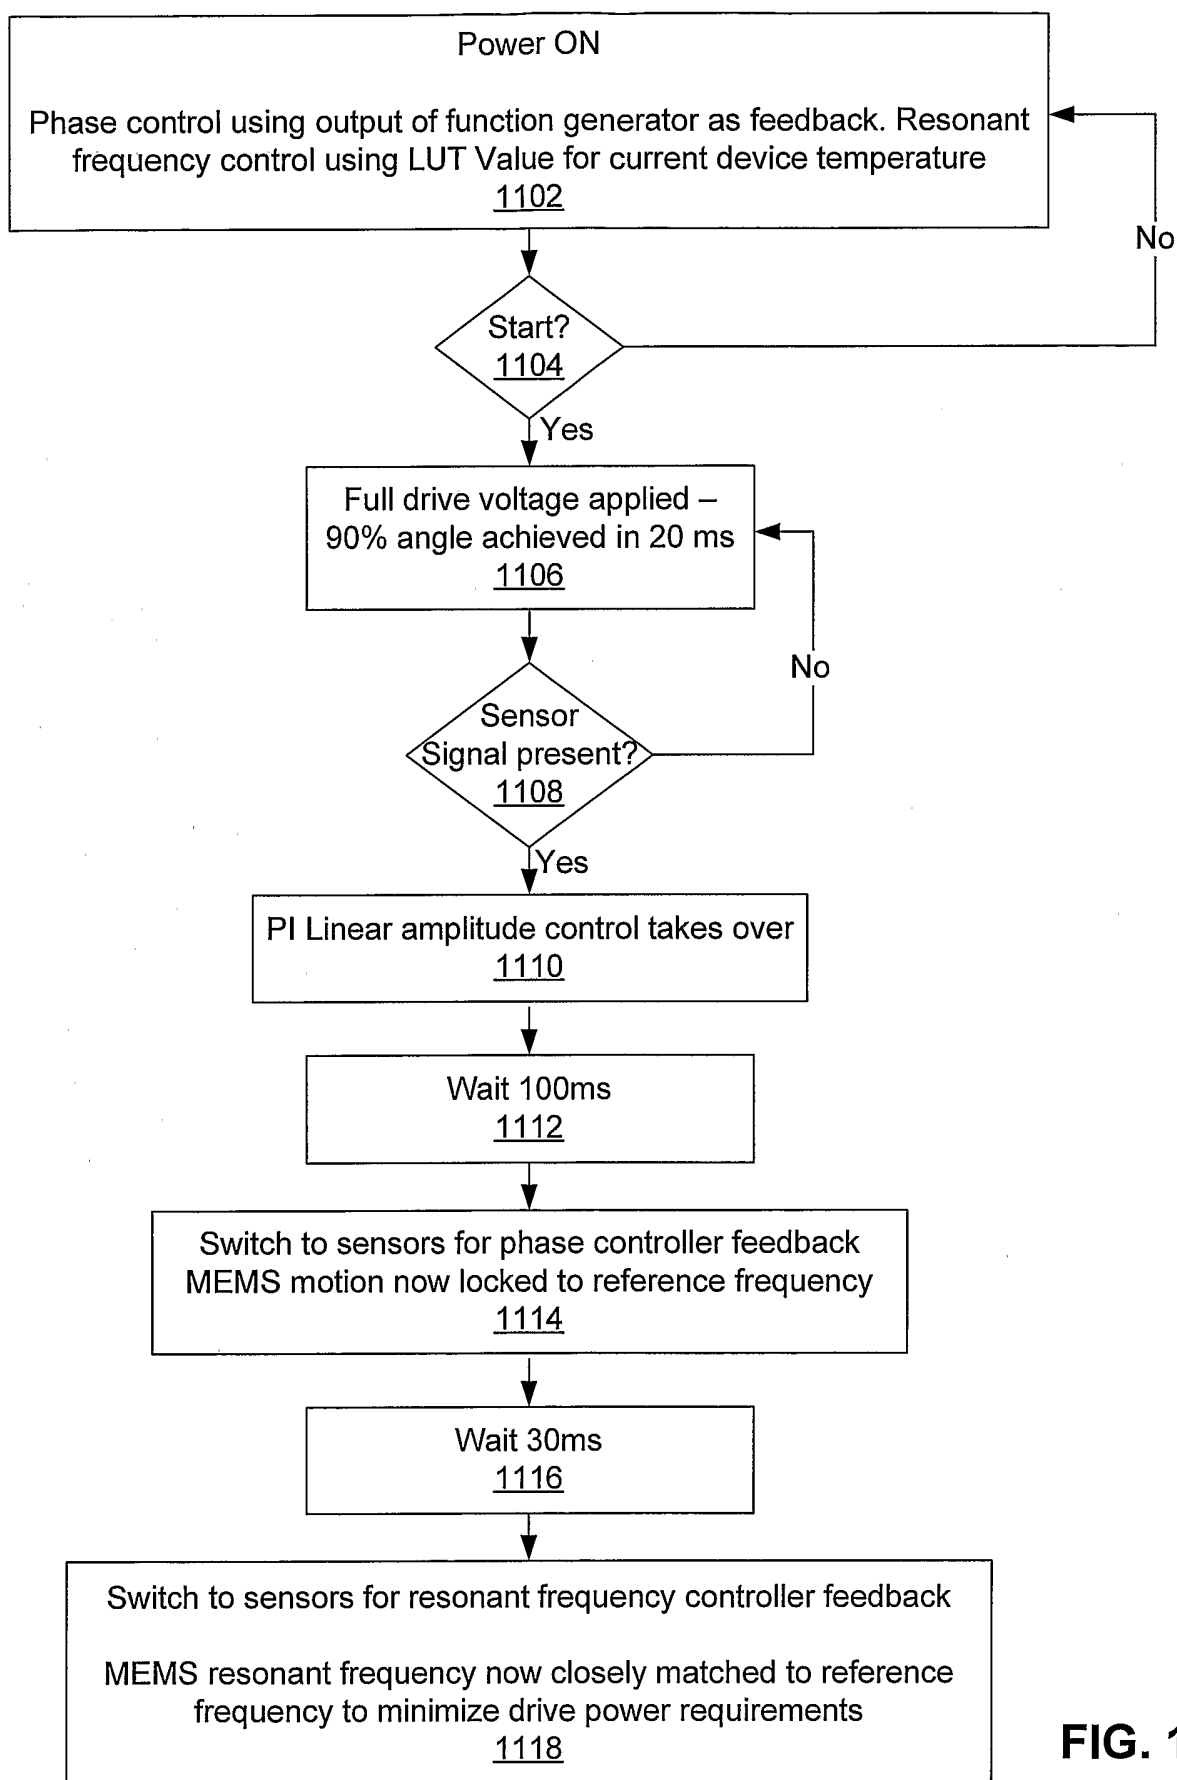 Power ON
Phase control using output of function generator as feedback. Resonant
frequency control using LUT Value for current device temperature
1102
No
Start?
1104
Yes
Full drive voltage applied –
90% angle achieved in 20 ms
1106
No
Sensor
Signal present?
1108
Yes
PI Linear amplitude control takes over
1110
Wait 100ms
1112
Switch to sensors for phase controller feedback
MEMS motion now locked to reference frequency
1114
Wait 30ms
1116
Switch to sensors for resonant frequency controller feedback
MEMS resonant frequency now closely matched to reference
frequency to minimize drive power requirements
1118
FIG. 1